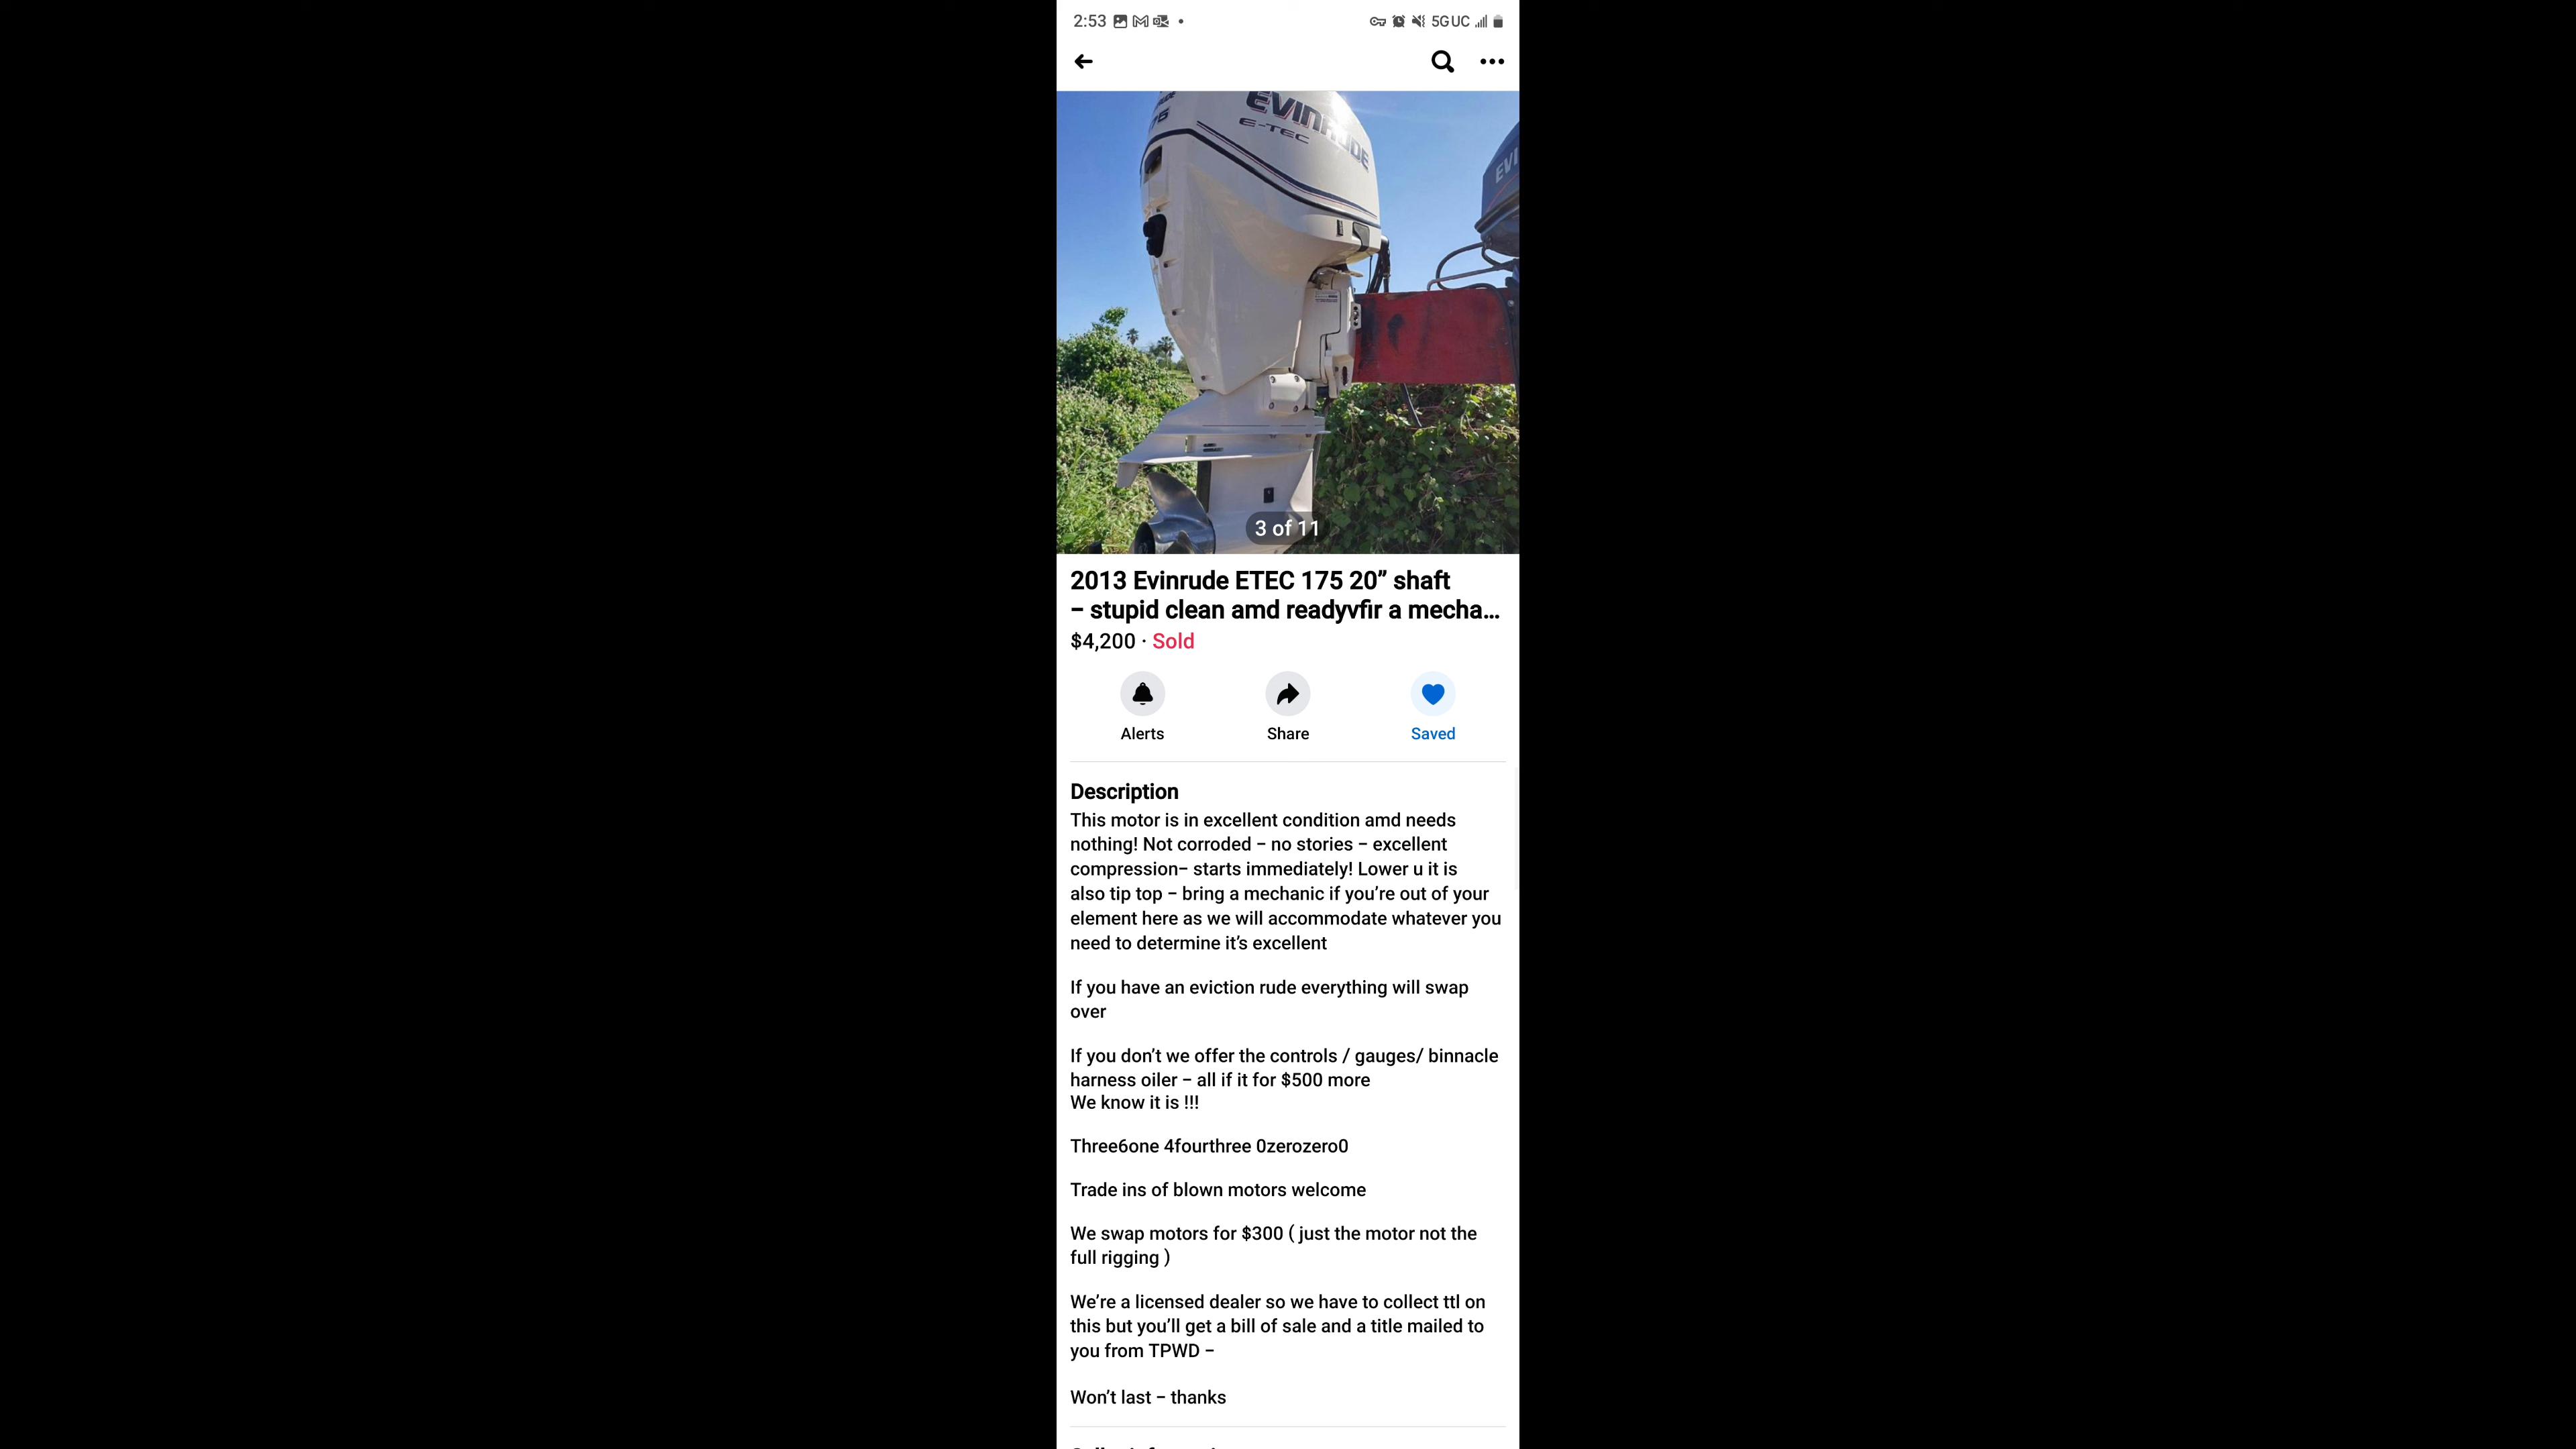 2:53 5G UC
EVINRUDE
E-TEC
75
EVI
3 of 11
2013 Evinrude ETEC 175 20” shaft
– stupid clean amd readyvfir a mecha...
$4,200 · Sold
Alerts Share Saved
Description
This motor is in excellent condition amd needs
nothing! Not corroded – no stories – excellent
compression– starts immediately! Lower u it is
also tip top – bring a mechanic if you’re out of your
element here as we will accommodate whatever you
need to determine it’s excellent
If you have an eviction rude everything will swap
over
If you don’t we offer the controls / gauges/ binnacle
harness oiler – all if it for $500 more
We know it is !!!
Three6one 4fourthree 0zerozero0
Trade ins of blown motors welcome
We swap motors for $300 ( just the motor not the
full rigging )
We’re a licensed dealer so we have to collect ttl on
this but you’ll get a bill of sale and a title mailed to
you from TPWD –
Won’t last – thanks